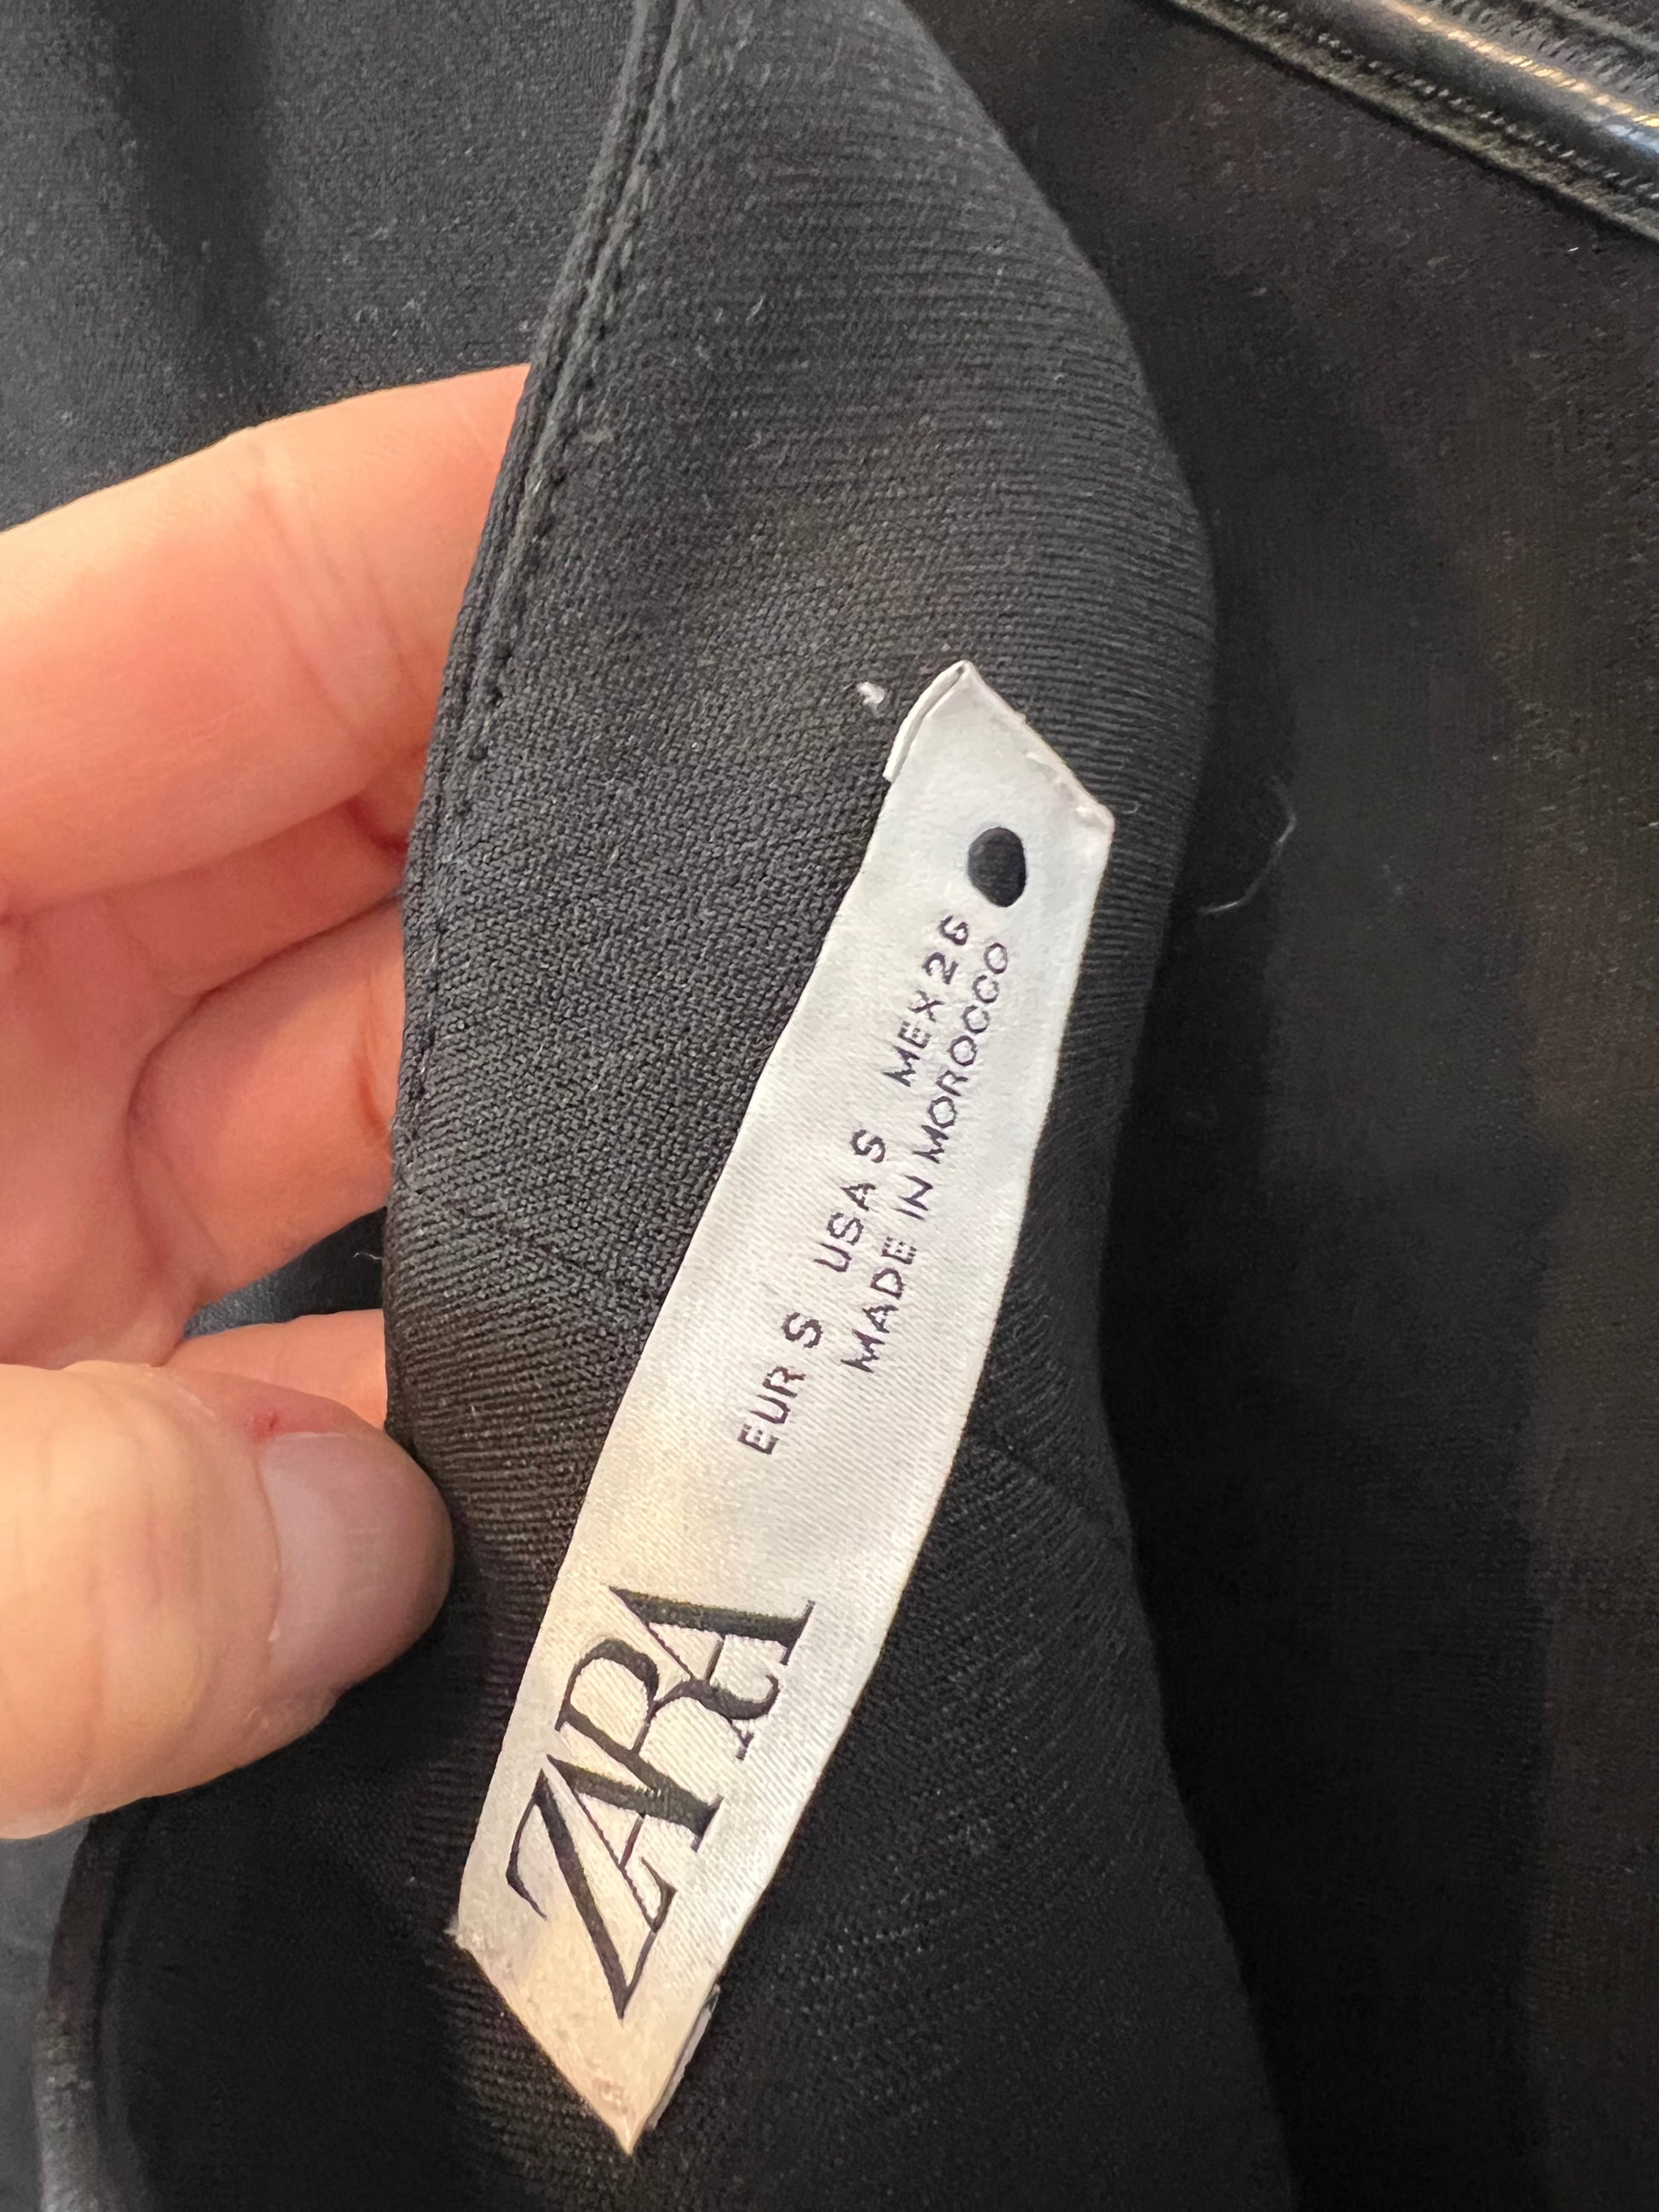 ZARA
EUR S USA S MEX 26
MADE IN MOROCCO